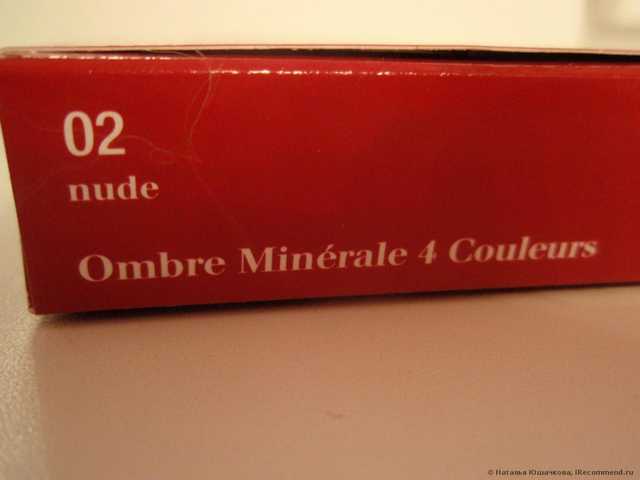 02
nude
Ombre Minérale 4 Couleurs
© Наталья Юшачкова, IRecommend.ru